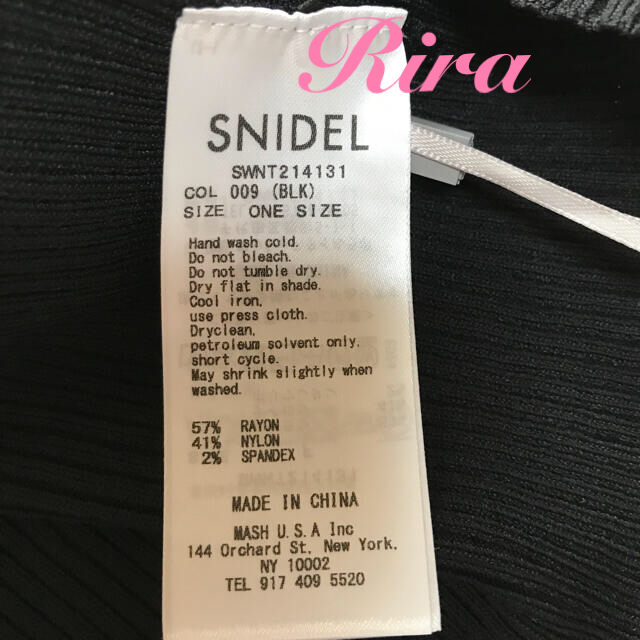 Rira
SNIDEL
SWNT214131
COL 009 (BLK)
SIZE ONE SIZE
Hand wash cold.
Do not bleach.
Do not tumble dry.
Dry flat in shade.
Cool iron,
use press cloth.
Dryclean,
petroleum solvent only.
short cycle.
May shrink slightly when
washed.
57% RAYON
41% NYLON
2% SPANDEX
MADE IN CHINA
MASH U.S.A Inc
144 Orchard St. New York.
NY 10002
TEL 917 409 5520